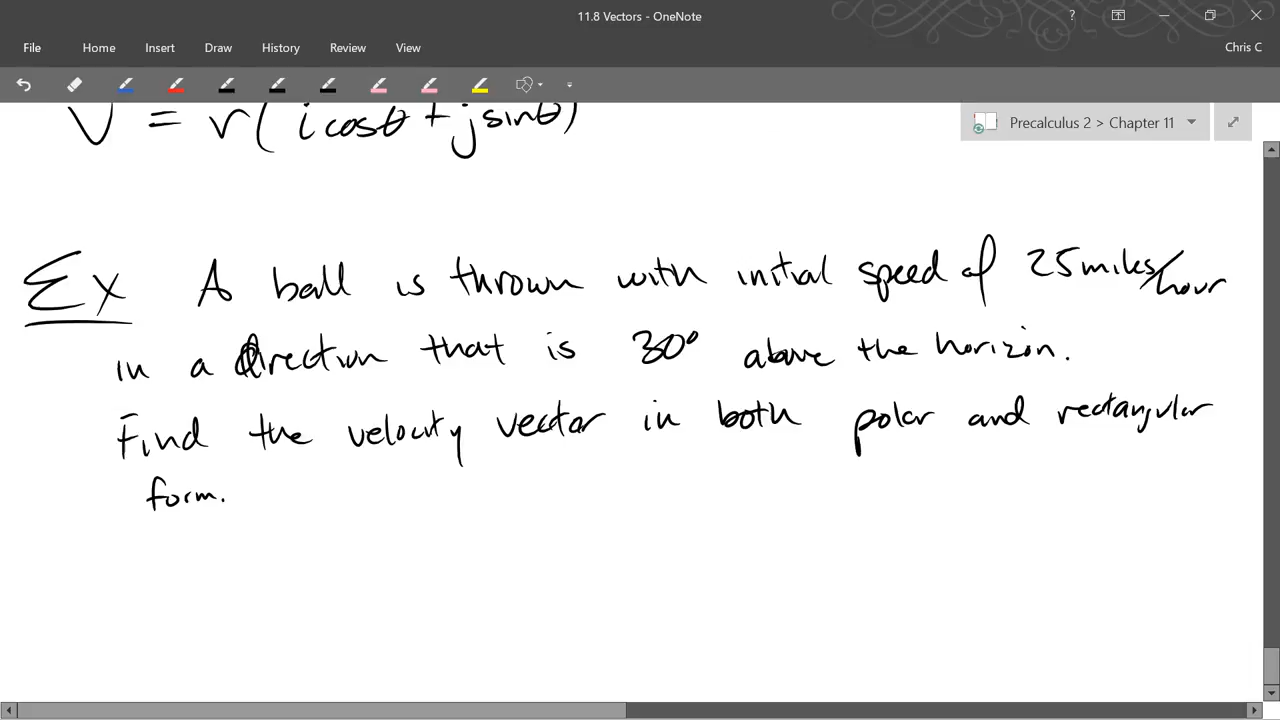 11.8 Vectors - OneNote
?
File Home Insert Draw History Review View
Chris C
V = r( i cosθ + j sinθ)
Precalculus 2 > Chapter 11
Ex A ball is thrown with initial speed of 25 miles/hour
in a direction that is 30° above the horizon.
Find the velocity vector in both polar and rectangular
form.